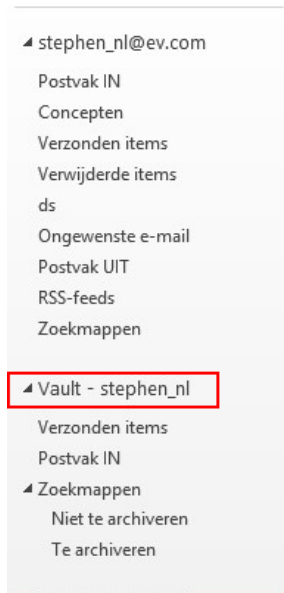 stephen_nl@ev.com
Postvak IN
Concepten
Verzonden items
Verwijderde items
ds
Ongewenste e-mail
Postvak UIT
RSS-feeds
Zoekmappen
Vault - stephen_nl
Verzonden items
Postvak IN
Zoekmappen
Niet te archiveren
Te archiveren